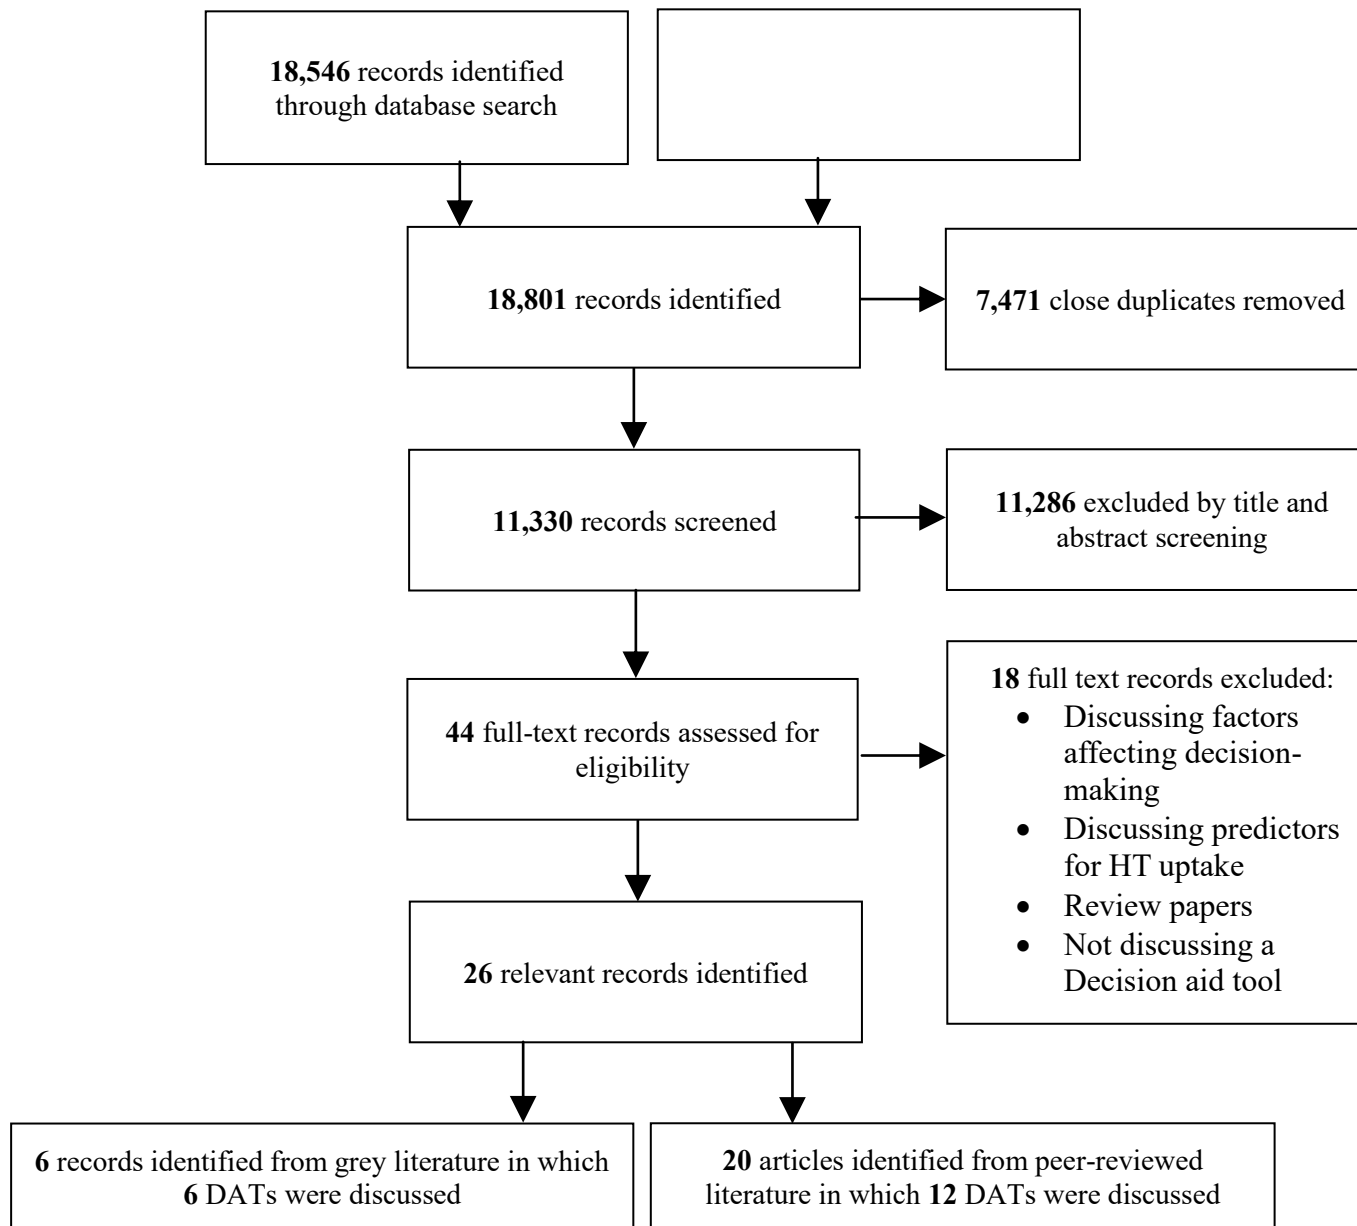 18,546 records identified
through database search
18,801 records identified
7,471 close duplicates removed
11,330 records screened
11,286 excluded by title and
abstract screening
44 full-text records assessed for
eligibility
18 full text records excluded:
• Discussing factors
affecting decision-
making
• Discussing predictors
for HT uptake
• Review papers
• Not discussing a
Decision aid tool
26 relevant records identified
6 records identified from grey literature in which
6 DATs were discussed
20 articles identified from peer-reviewed
literature in which 12 DATs were discussed